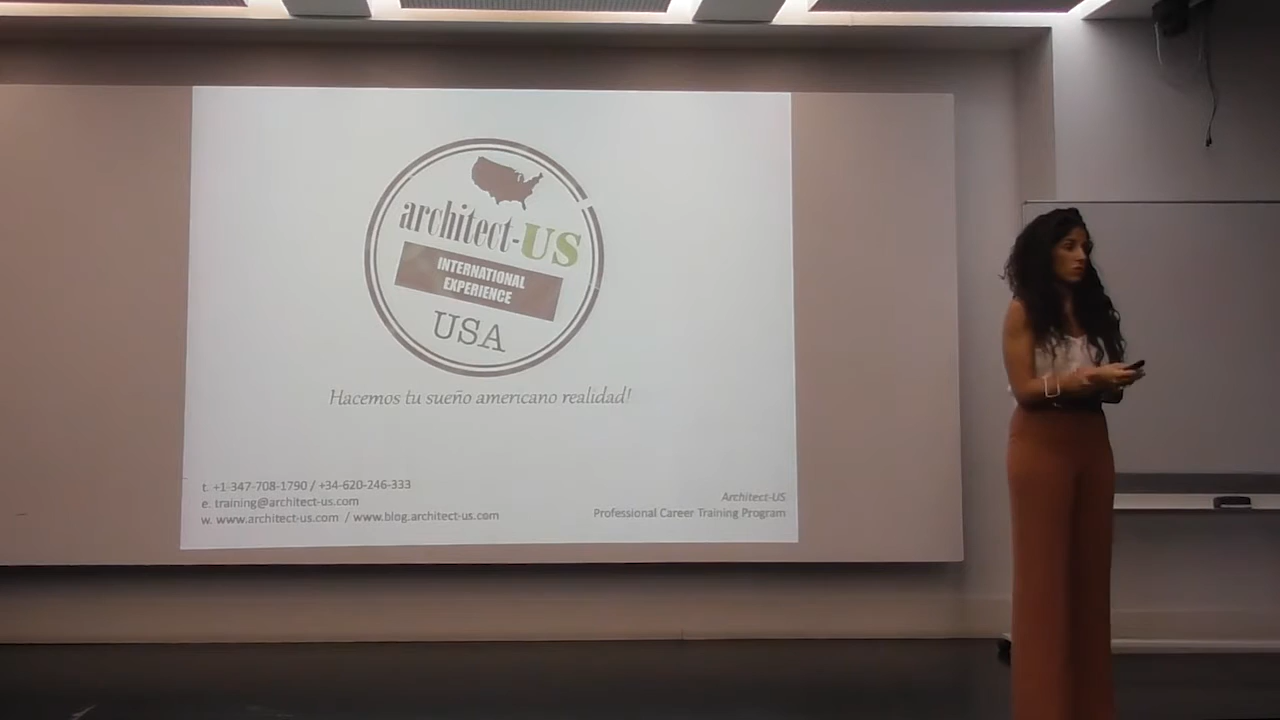 architect-US
INTERNATIONAL
EXPERIENCE
USA
Hacemos tu sueño americano realidad!
t. +1-347-708-1790 / +34-620-246-333
e. training@architect-us.com
w. www.architect-us.com / www.blog.architect-us.com
Architect-US
Professional Career Training Program